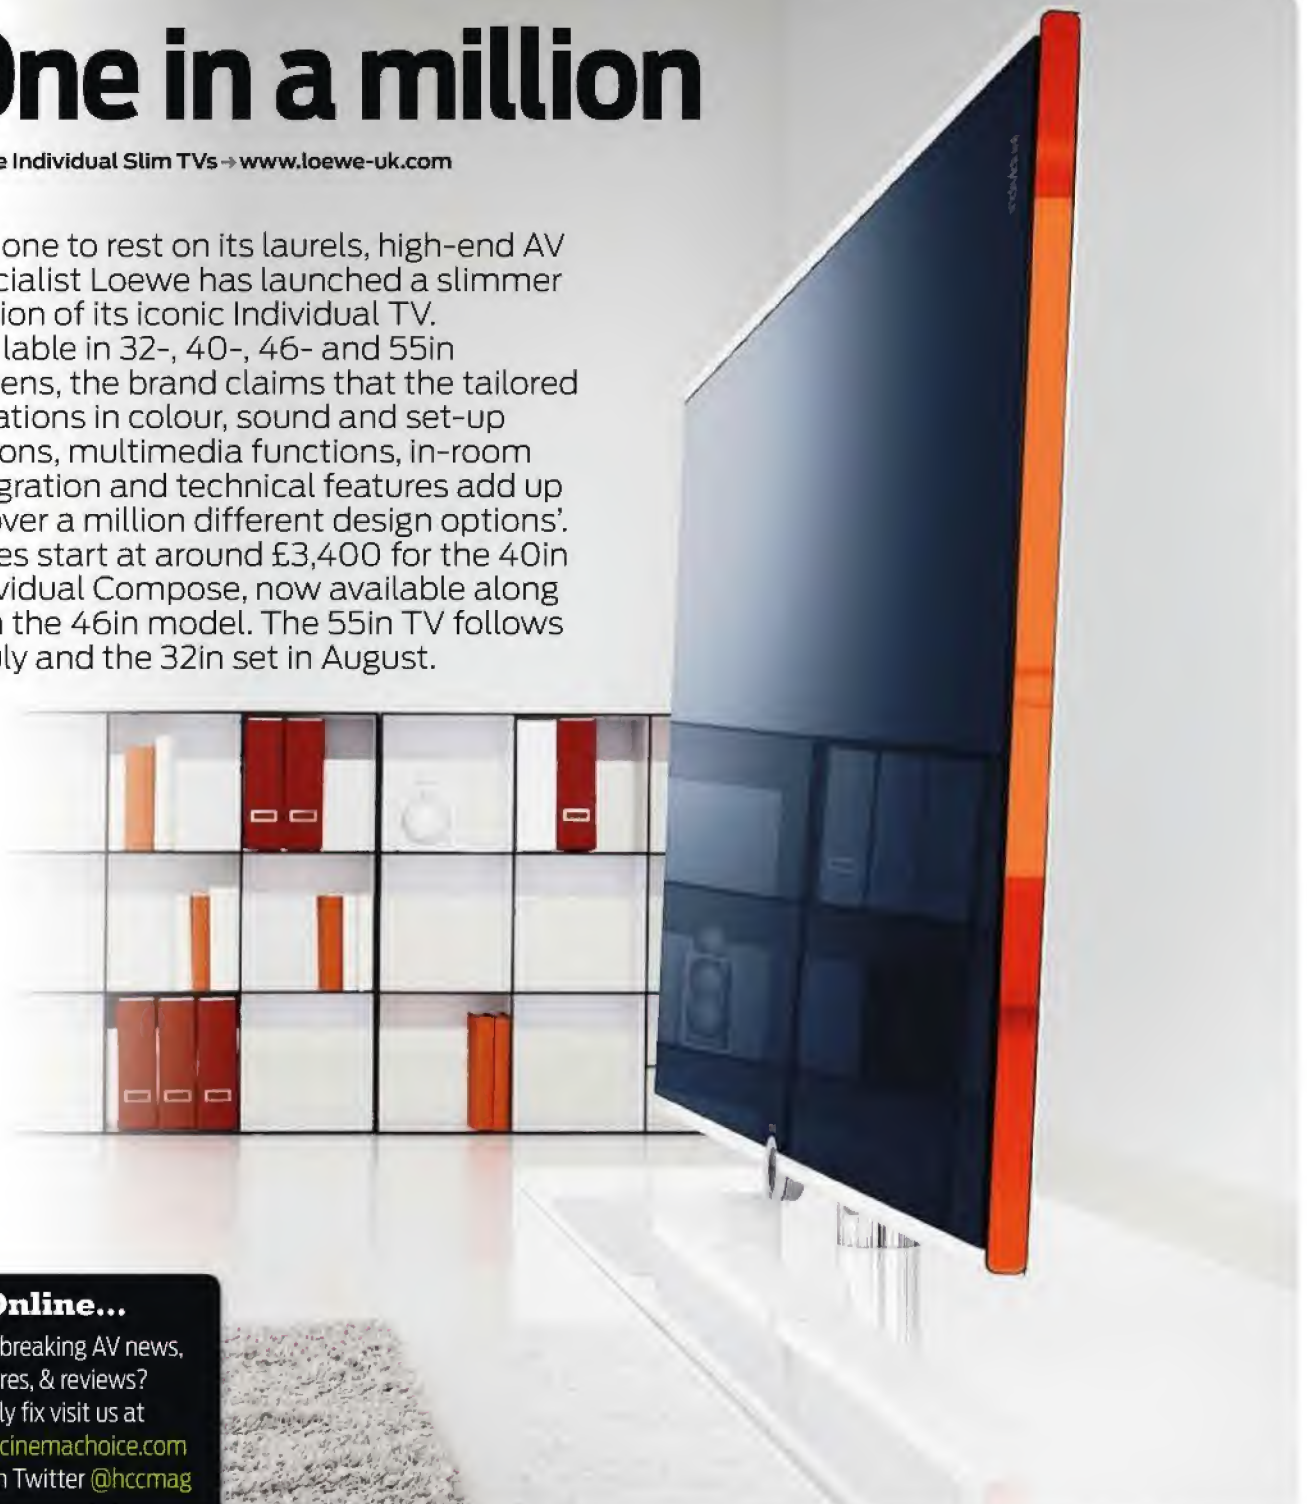 One in a million
e Individual Slim TVs→www.loewe-uk.com
one to rest on its laurels, high-end AV
cialist Loewe has launched a slimmer
ion of its iconic Individual TV.
lable in 32-, 40-, 46- and 55in
ens, the brand claims that the tailored
ations in colour, sound and set-up
ons, multimedia functions, in-room
gration and technical features add up
over a million different design options’.
es start at around £3,400 for the 40in
vidual Compose, now available along
n the 46in model. The 55in TV follows
uly and the 32in set in August.
Online...
breaking AV news,
res, & reviews?
ly fix visit us at
cinemachoice.com
n Twitter @hccmag